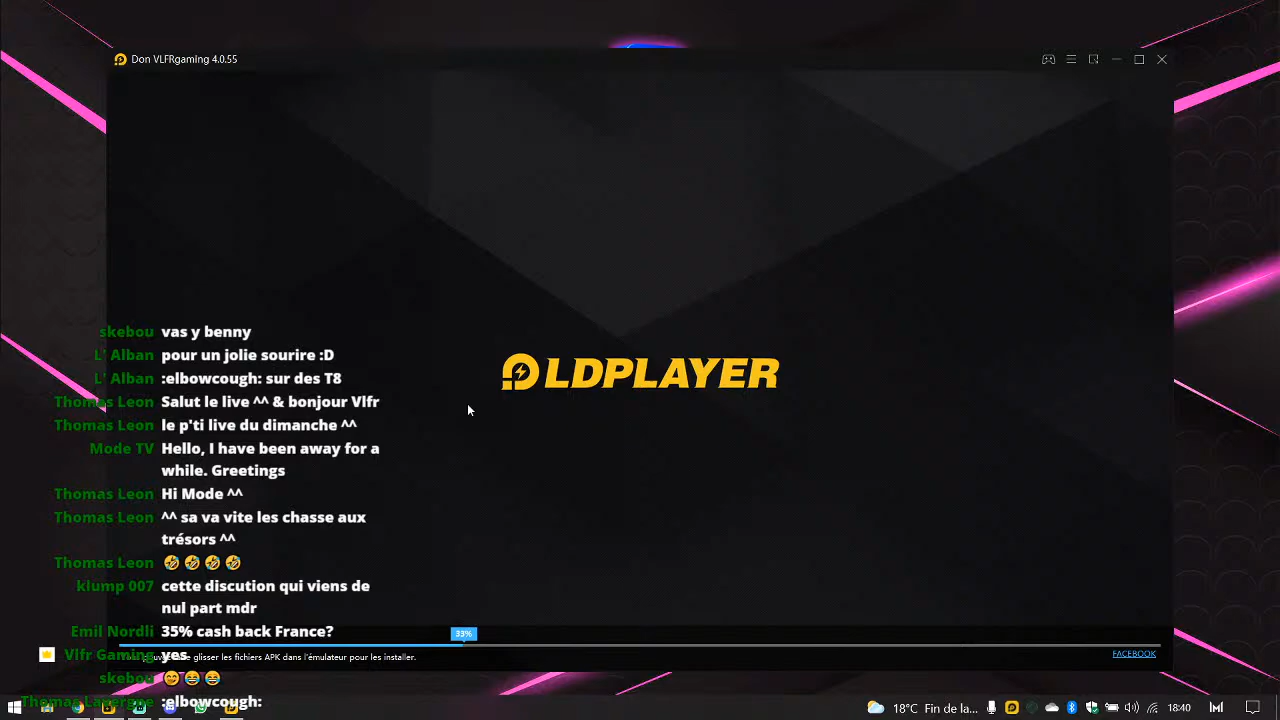 Don VLFRgaming 4.0.55
LDPLAYER
skebou vas y benny
L' Alban pour un jolie sourire :D
L' Alban :elbowcough: sur des T8
Thomas Leon Salut le live ^^ & bonjour Vlfr
Thomas Leon le p'ti live du dimanche ^^
Mode TV Hello, I have been away for a
while. Greetings
Thomas Leon Hi Mode ^^
Thomas Leon ^^ sa va vite les chasse aux
trésors ^^
Thomas Leon 🤣 🤣 🤣 🤣
klump 007 cette discution qui viens de
nul part mdr
Emil Nordli 35% cash back France?
33%
Vlfr Gaming yes
glisser les fichiers APK dans l'émulateur pour les installer.
FACEBOOK
skebou 🤭 😂 😂
Thomas Lavergne :elbowcough:
18°C Fin de la...
18:40